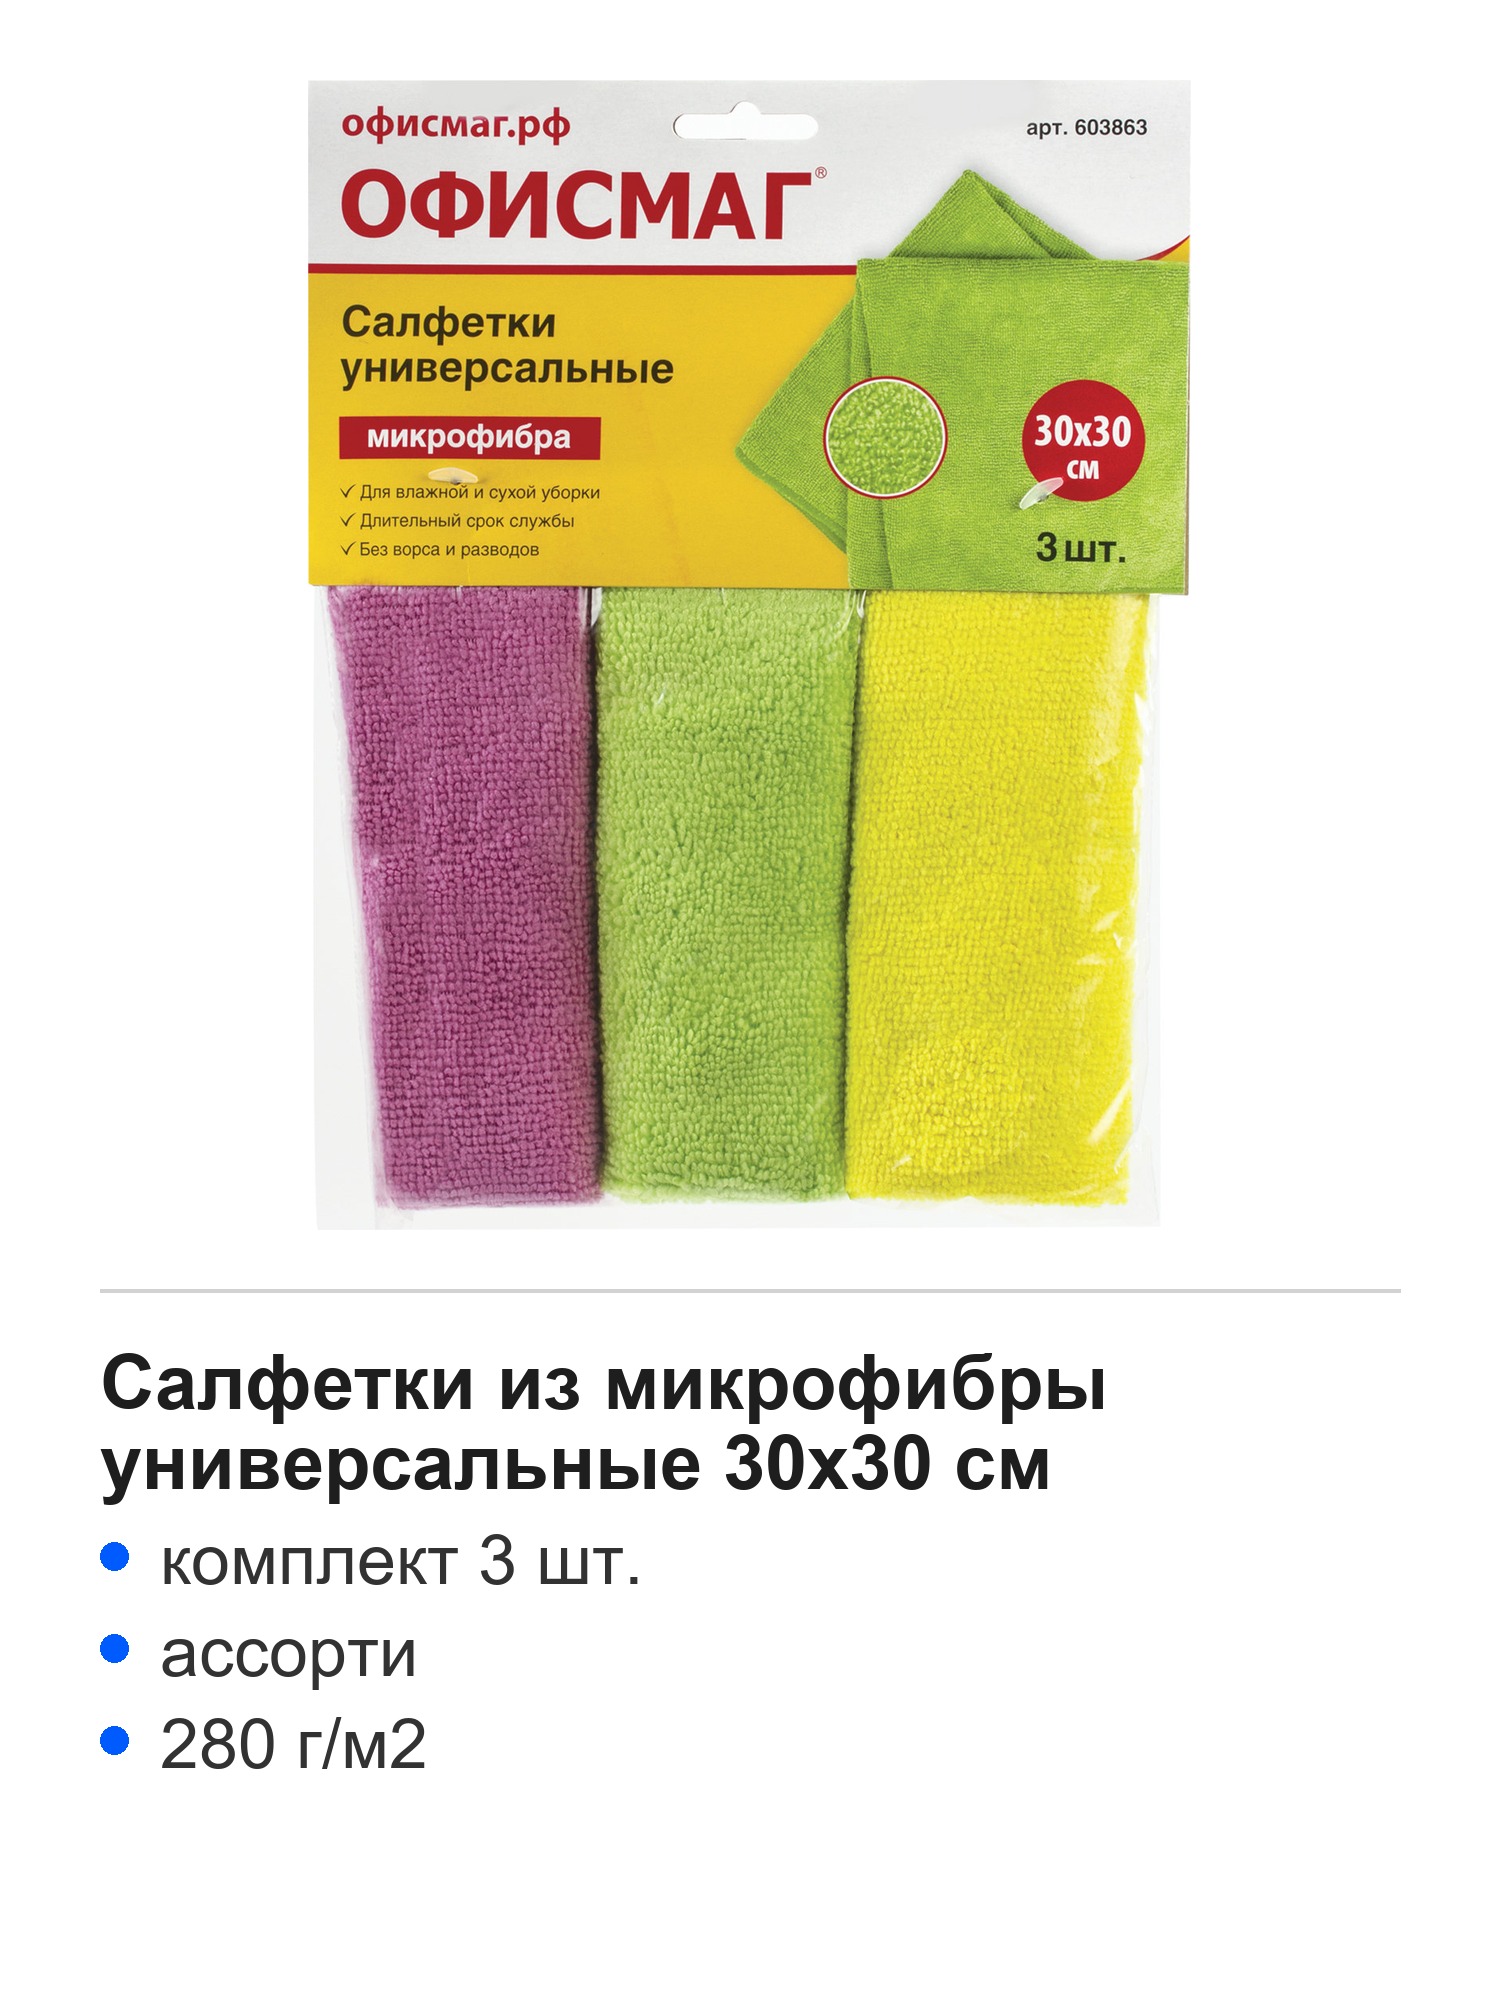 офисмаг.рф
арт. 603863
ОФИСМАГ®
Салфетки
универсальные
микрофибра
Для влажной и сухой уборки
Длительный срок службы
Без ворса и разводов
30х30
см
3 шт.
Салфетки из микрофибры
универсальные 30х30 см
комплект 3 шт.
ассорти
280 г/м2